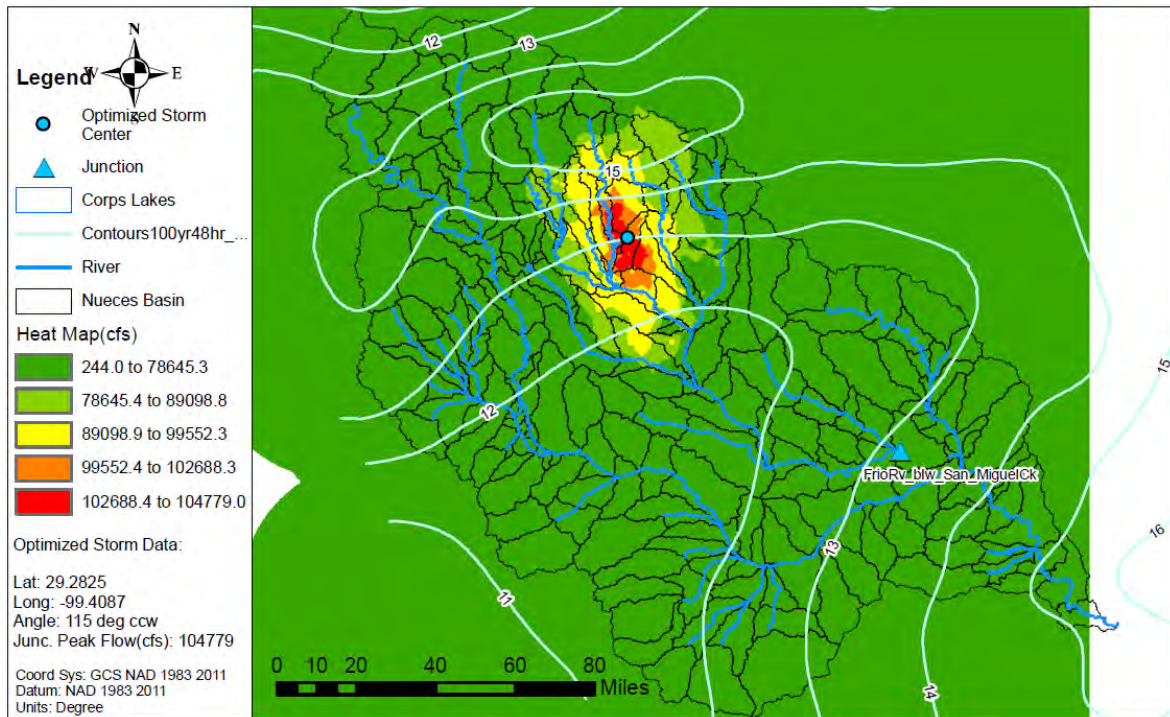 N
W
E
S
Legend
Optimized Storm
Center
Junction
Corps Lakes
Contours100yr48hr_...
River
Nueces Basin
Heat Map(cfs)
244.0 to 78645.3
78645.4 to 89098.8
89098.9 to 99552.3
99552.4 to 102688.3
102688.4 to 104779.0
Optimized Storm Data:
Lat: 29.2825
Long: -99.4087
Angle: 115 deg ccw
Junc. Peak Flow(cfs): 104779
Coord Sys: GCS NAD 1983 2011
Datum: NAD 1983 2011
Units: Degree
12
13
15
12
FrioRv_blw_San_MiguelCk
13
11
14
15
16
0 10 20 40 60 80
Miles